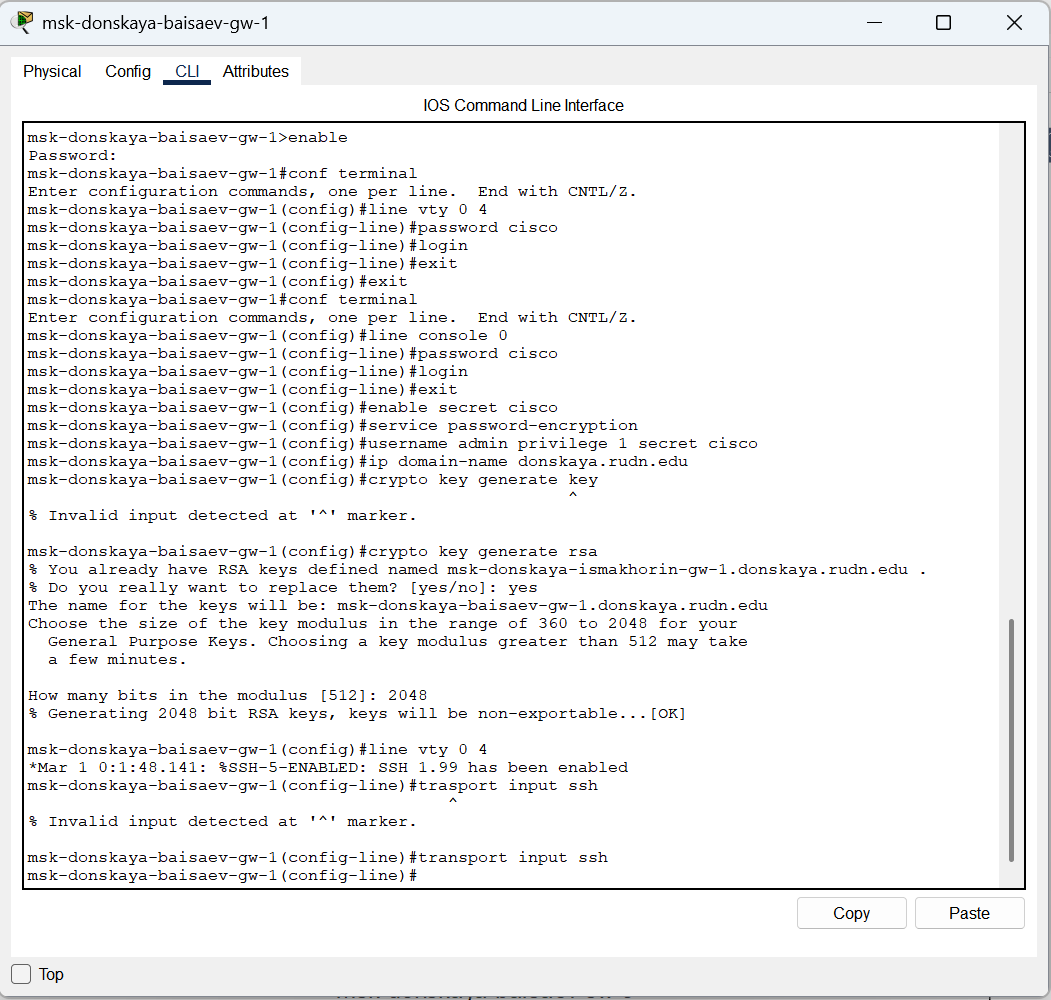 msk-donskaya-baisaev-gw-1
Physical Config CLI Attributes
IOS Command Line Interface
msk-donskaya-baisaev-gw-1>enable
Password:
msk-donskaya-baisaev-gw-1#conf terminal
Enter configuration commands, one per line.  End with CNTL/Z.
msk-donskaya-baisaev-gw-1(config)#line vty 0 4
msk-donskaya-baisaev-gw-1(config-line)#password cisco
msk-donskaya-baisaev-gw-1(config-line)#login
msk-donskaya-baisaev-gw-1(config-line)#exit
msk-donskaya-baisaev-gw-1(config)#exit
msk-donskaya-baisaev-gw-1#conf terminal
Enter configuration commands, one per line.  End with CNTL/Z.
msk-donskaya-baisaev-gw-1(config)#line console 0
msk-donskaya-baisaev-gw-1(config-line)#password cisco
msk-donskaya-baisaev-gw-1(config-line)#login
msk-donskaya-baisaev-gw-1(config-line)#exit
msk-donskaya-baisaev-gw-1(config)#enable secret cisco
msk-donskaya-baisaev-gw-1(config)#service password-encryption
msk-donskaya-baisaev-gw-1(config)#username admin privilege 1 secret cisco
msk-donskaya-baisaev-gw-1(config)#ip domain-name donskaya.rudn.edu
msk-donskaya-baisaev-gw-1(config)#crypto key generate key
^
% Invalid input detected at '^' marker.
msk-donskaya-baisaev-gw-1(config)#crypto key generate rsa
% You already have RSA keys defined named msk-donskaya-ismakhorin-gw-1.donskaya.rudn.edu .
% Do you really want to replace them? [yes/no]: yes
The name for the keys will be: msk-donskaya-baisaev-gw-1.donskaya.rudn.edu
Choose the size of the key modulus in the range of 360 to 2048 for your
General Purpose Keys. Choosing a key modulus greater than 512 may take
a few minutes.
How many bits in the modulus [512]: 2048
% Generating 2048 bit RSA keys, keys will be non-exportable...[OK]
msk-donskaya-baisaev-gw-1(config)#line vty 0 4
*Mar 1 0:1:48.141: %SSH-5-ENABLED: SSH 1.99 has been enabled
msk-donskaya-baisaev-gw-1(config-line)#trasport input ssh
^
% Invalid input detected at '^' marker.
msk-donskaya-baisaev-gw-1(config-line)#transport input ssh
msk-donskaya-baisaev-gw-1(config-line)#
Copy Paste
Top